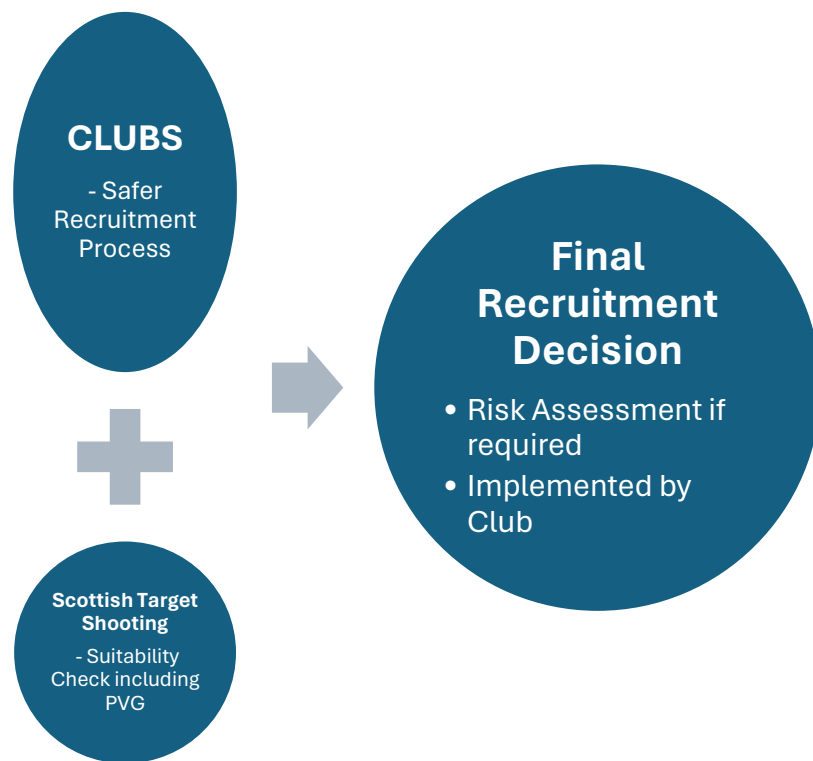 CLUBS
- Safer
Recruitment
Process
Scottish Target
Shooting
- Suitability
Check including
PVG
Final
Recruitment
Decision
• Risk Assessment if
required
• Implemented by
Club